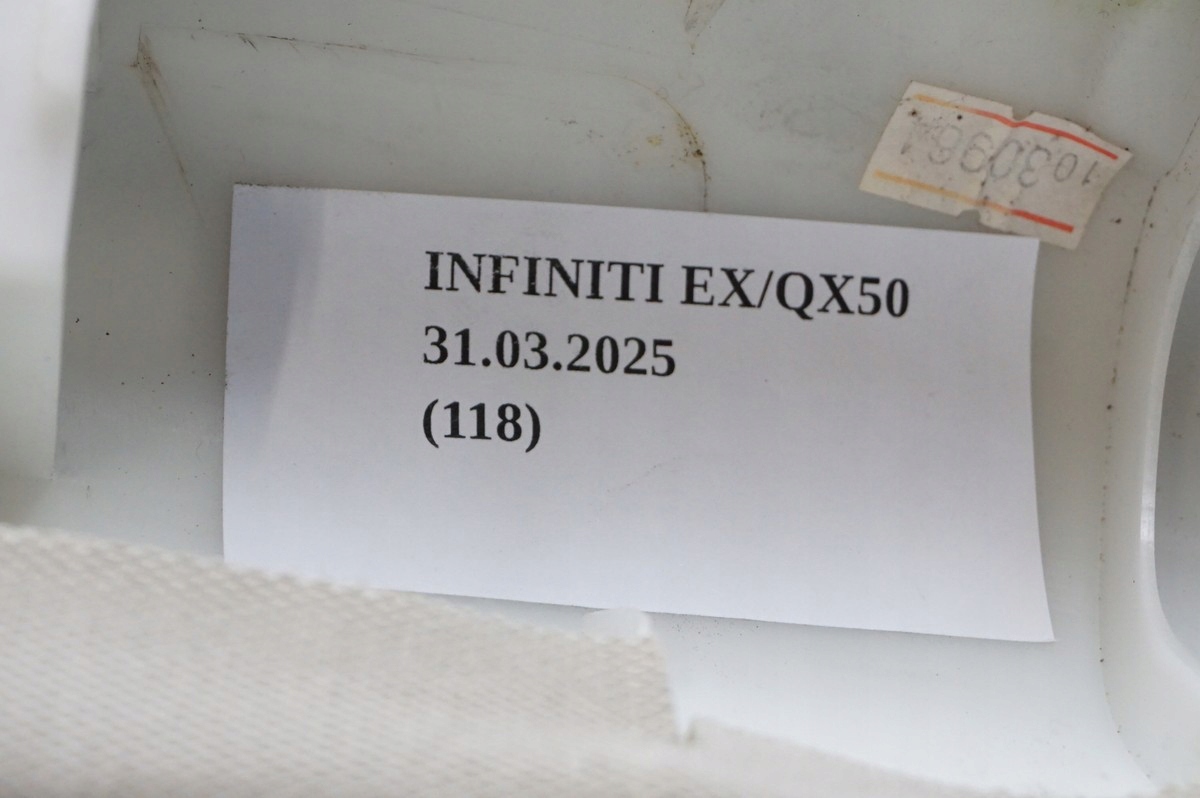 INFINITI EX/QX50
31.03.2025
(118)